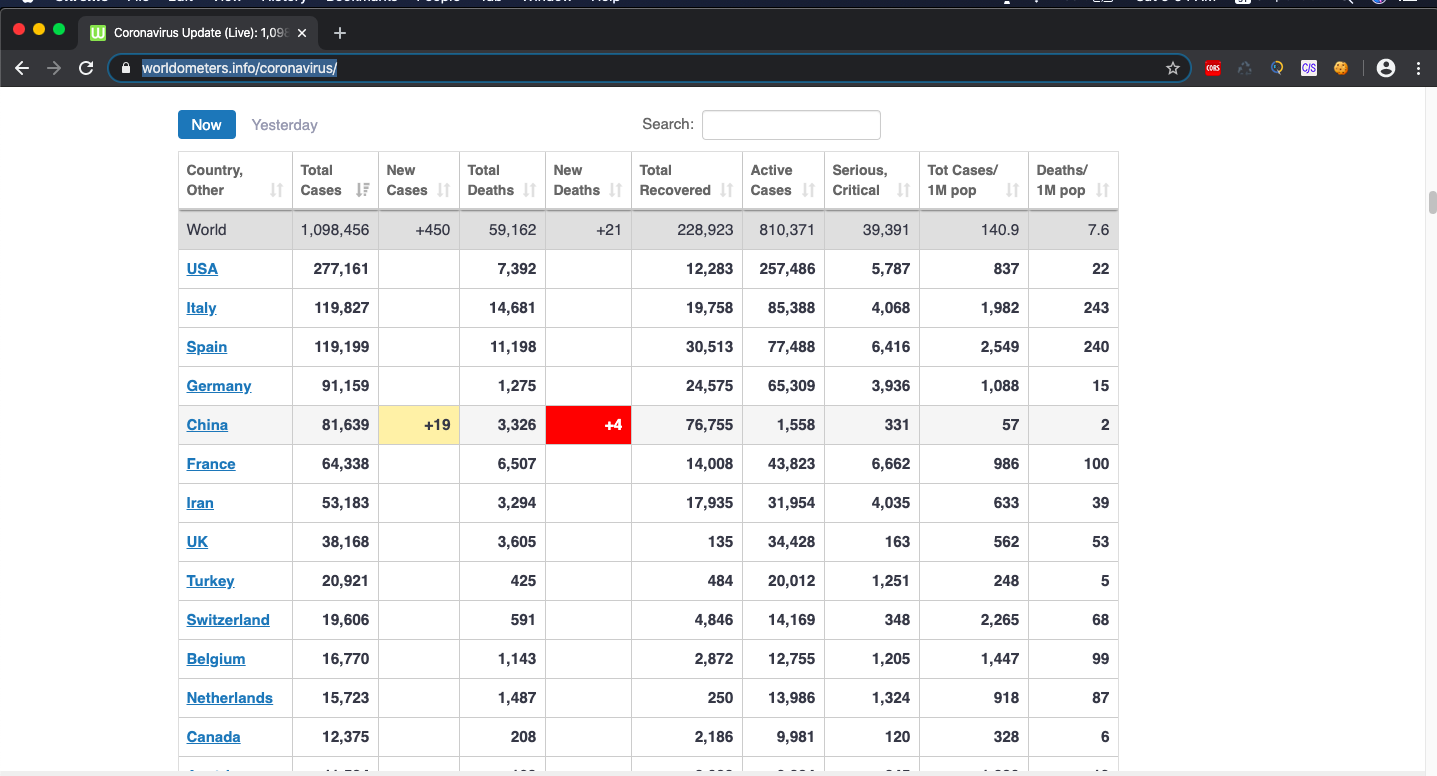 Coronavirus Update (Live): 1,098
worldometers.info/coronavirus/
CORS C/S
Now Yesterday Search:
Country, Other Total Cases New Cases Total Deaths New Deaths Total Recovered Active Cases Serious, Critical Tot Cases/ 1M pop Deaths/ 1M pop
World 1,098,456 +450 59,162 +21 228,923 810,371 39,391 140.9 7.6
USA 277,161 7,392 12,283 257,486 5,787 837 22
Italy 119,827 14,681 19,758 85,388 4,068 1,982 243
Spain 119,199 11,198 30,513 77,488 6,416 2,549 240
Germany 91,159 1,275 24,575 65,309 3,936 1,088 15
China 81,639 +19 3,326 +4 76,755 1,558 331 57 2
France 64,338 6,507 14,008 43,823 6,662 986 100
Iran 53,183 3,294 17,935 31,954 4,035 633 39
UK 38,168 3,605 135 34,428 163 562 53
Turkey 20,921 425 484 20,012 1,251 248 5
Switzerland 19,606 591 4,846 14,169 348 2,265 68
Belgium 16,770 1,143 2,872 12,755 1,205 1,447 99
Netherlands 15,723 1,487 250 13,986 1,324 918 87
Canada 12,375 208 2,186 9,981 120 328 6